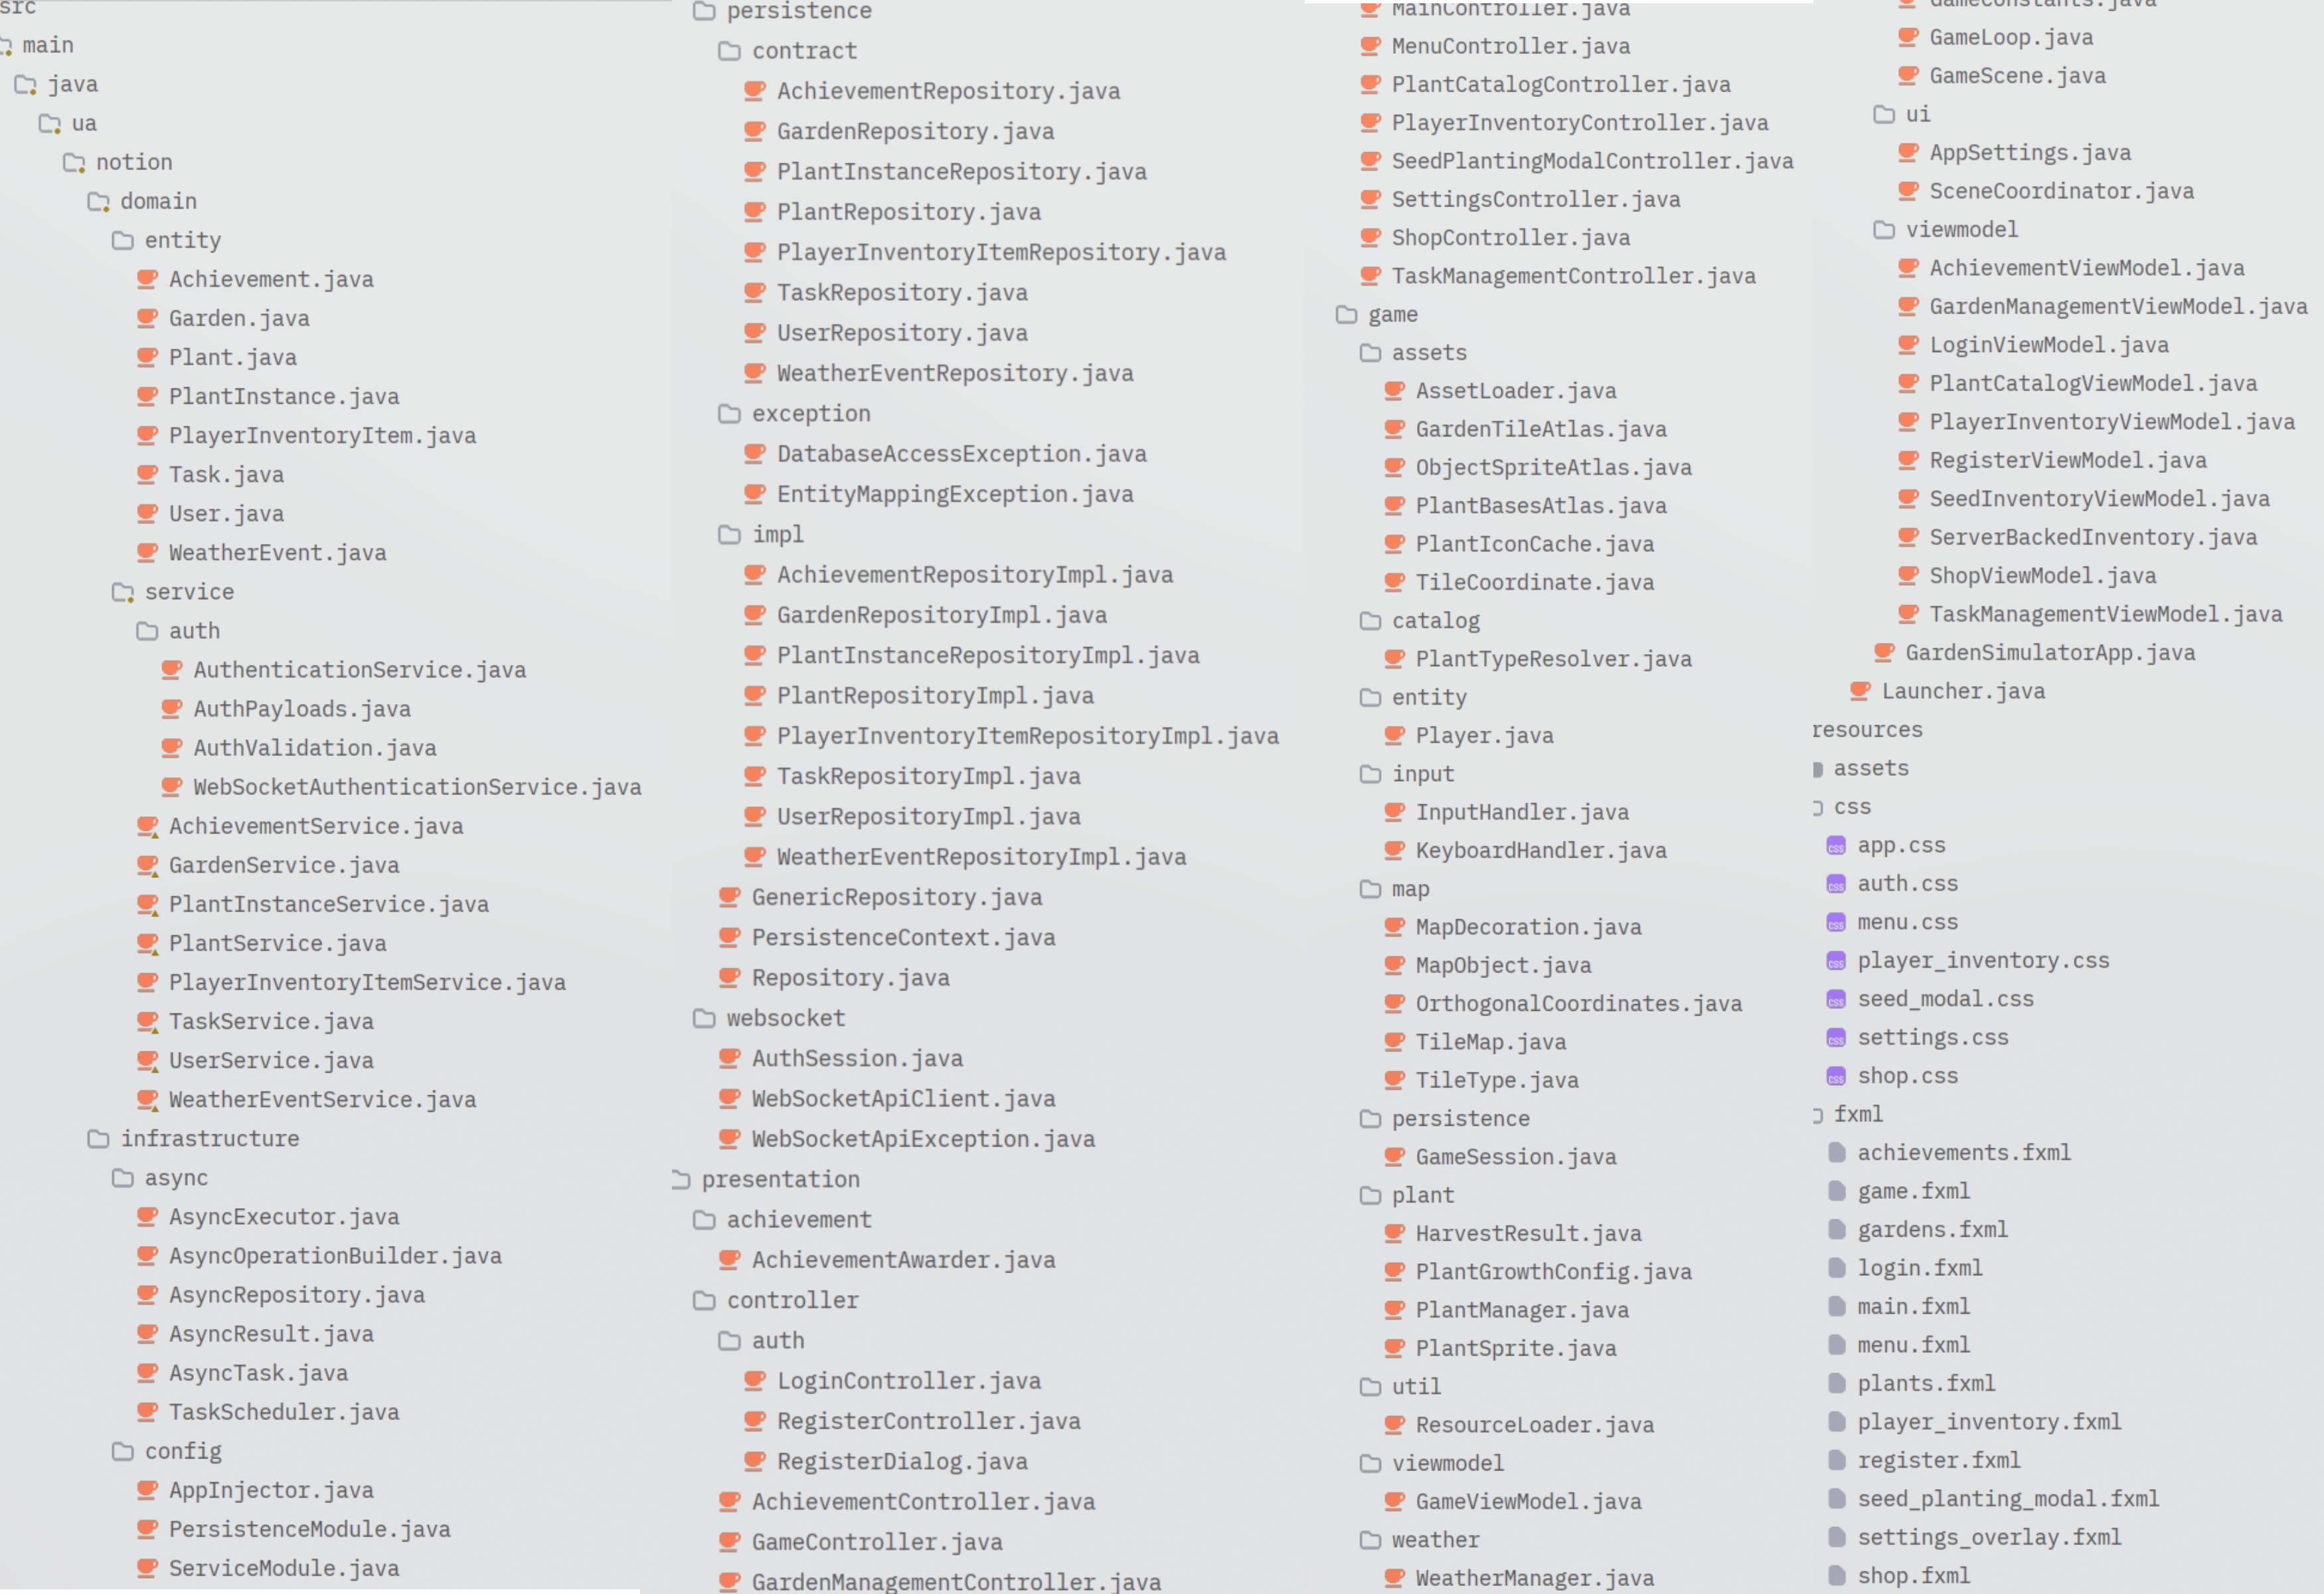 src
main
java
ua
notion
domain
entity
Achievement.java
Garden.java
Plant.java
PlantInstance.java
PlayerInventoryItem.java
Task.java
User.java
WeatherEvent.java
service
auth
AuthenticationService.java
AuthPayloads.java
AuthValidation.java
WebSocketAuthenticationService.java
AchievementService.java
GardenService.java
PlantInstanceService.java
PlantService.java
PlayerInventoryItemService.java
TaskService.java
UserService.java
WeatherEventService.java
infrastructure
async
AsyncExecutor.java
AsyncOperationBuilder.java
AsyncRepository.java
AsyncResult.java
AsyncTask.java
TaskScheduler.java
config
AppInjector.java
PersistenceModule.java
ServiceModule.java
persistence
contract
AchievementRepository.java
GardenRepository.java
PlantInstanceRepository.java
PlantRepository.java
PlayerInventoryItemRepository.java
TaskRepository.java
UserRepository.java
WeatherEventRepository.java
exception
DatabaseAccessException.java
EntityMappingException.java
impl
AchievementRepositoryImpl.java
GardenRepositoryImpl.java
PlantInstanceRepositoryImpl.java
PlantRepositoryImpl.java
PlayerInventoryItemRepositoryImpl.java
TaskRepositoryImpl.java
UserRepositoryImpl.java
WeatherEventRepositoryImpl.java
GenericRepository.java
PersistenceContext.java
Repository.java
websocket
AuthSession.java
WebSocketApiClient.java
WebSocketApiException.java
presentation
achievement
AchievementAwarder.java
controller
auth
LoginController.java
RegisterController.java
RegisterDialog.java
AchievementController.java
GameController.java
GardenManagementController.java
MainController.java
MenuController.java
PlantCatalogController.java
PlayerInventoryController.java
SeedPlantingModalController.java
SettingsController.java
ShopController.java
TaskManagementController.java
game
assets
AssetLoader.java
GardenTileAtlas.java
ObjectSpriteAtlas.java
PlantBasesAtlas.java
PlantIconCache.java
TileCoordinate.java
catalog
PlantTypeResolver.java
entity
Player.java
input
InputHandler.java
KeyboardHandler.java
map
MapDecoration.java
MapObject.java
OrthogonalCoordinates.java
TileMap.java
TileType.java
persistence
GameSession.java
plant
HarvestResult.java
PlantGrowthConfig.java
PlantManager.java
PlantSprite.java
util
ResourceLoader.java
viewmodel
GameViewModel.java
weather
WeatherManager.java
GameConstants.java
GameLoop.java
GameScene.java
ui
AppSettings.java
SceneCoordinator.java
viewmodel
AchievementViewModel.java
GardenManagementViewModel.java
LoginViewModel.java
PlantCatalogViewModel.java
PlayerInventoryViewModel.java
RegisterViewModel.java
SeedInventoryViewModel.java
ServerBackedInventory.java
ShopViewModel.java
TaskManagementViewModel.java
GardenSimulatorApp.java
Launcher.java
resources
assets
css
app.css
auth.css
menu.css
player_inventory.css
seed_modal.css
settings.css
shop.css
fxml
achievements.fxml
game.fxml
gardens.fxml
login.fxml
main.fxml
menu.fxml
plants.fxml
player_inventory.fxml
register.fxml
seed_planting_modal.fxml
settings_overlay.fxml
shop.fxml